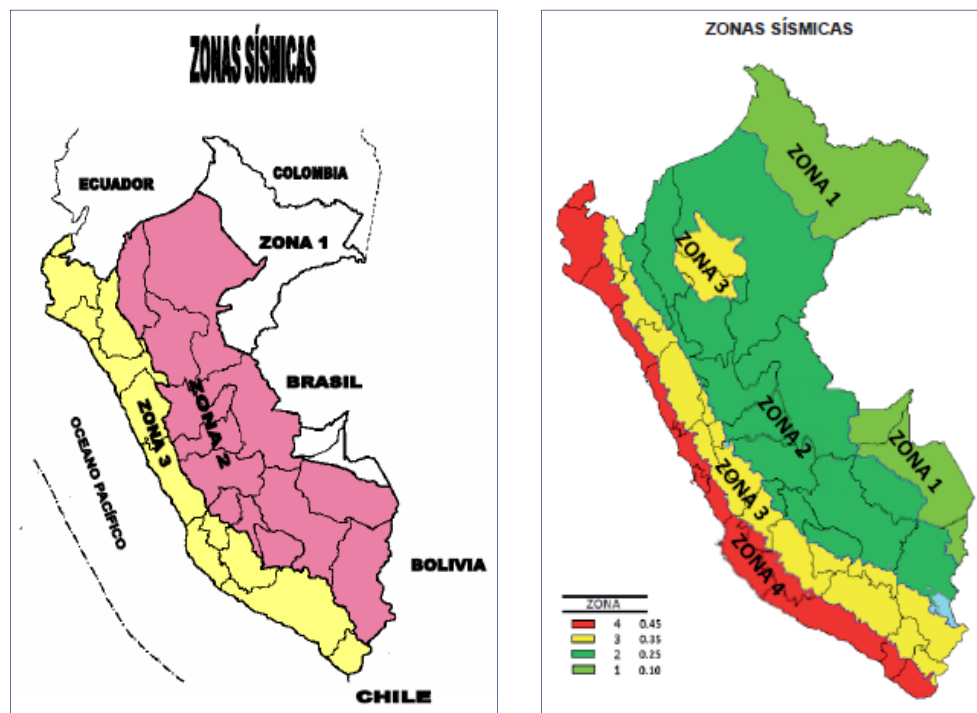 ZONAS SÍSMICAS
ECUADOR
COLOMBIA
ZONA 1
BRASIL
ZONA 2
ZONA 3
OCEANO PACÍFICO
BOLIVIA
CHILE
ZONAS SÍSMICAS
ZONA 1
ZONA 3
ZONA 2
ZONA 1
ZONA 3
ZONA 4
ZONA
4 0.45
3 0.35
2 0.25
1 0.10